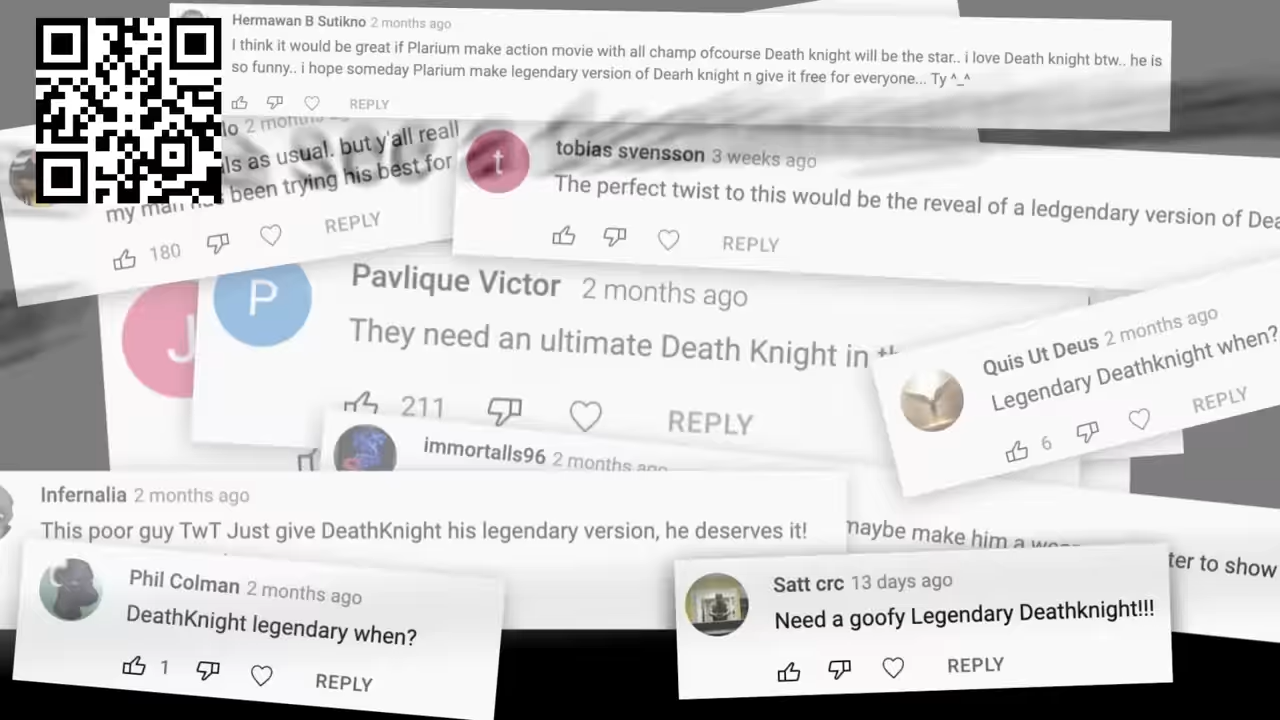 Hermawan B Sutikno 2 months ago
I think it would be great if Plarium make action movie with all champ ofcourse Death knight will be the star.. i love Death knight btw.. he is
so funny.. i hope someday Plarium make legendary version of Dearh knight n give it free for everyone... Ty ^_^
REPLY
lo 2 months
ls as usual. but y'all reall
my man been trying his best for
180 REPLY
t
tobias svensson 3 weeks ago
The perfect twist to this would be the reveal of a ledgendary version of Dea
REPLY
J
P
Pavlique Victor 2 months ago
They need an ultimate Death Knight in
211 REPLY
Quis Ut Deus 2 months ago
Legendary Deathknight when?
6 REPLY
immortalls96 2 months ago
Infernalia 2 months ago
This poor guy TwT Just give DeathKnight his legendary version, he deserves it!
maybe make him a
ter to show
Phil Colman 2 months ago
DeathKnight legendary when?
1 REPLY
Satt crc 13 days ago
Need a goofy Legendary Deathknight!!!
REPLY